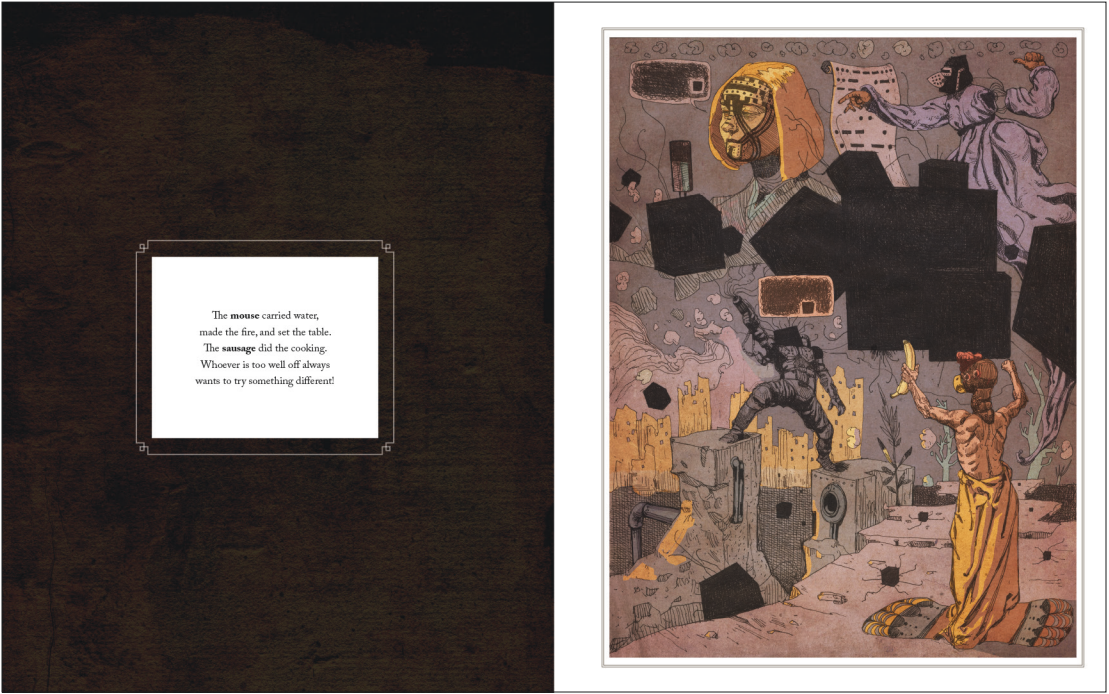 The mouse carried water,
made the fire, and set the table.
The sausage did the cooking.
Whoever is too well off always
wants to try something different!